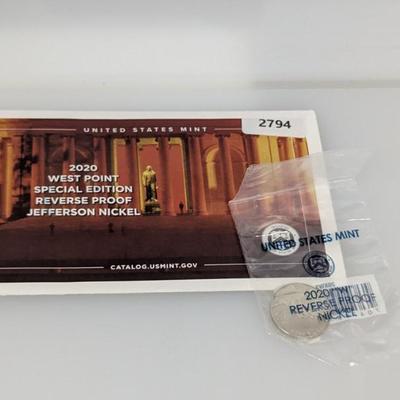 2794
UNITED STATES MINT
2020
WEST POINT
SPECIAL EDITION
REVERSE PROOF
JEFFERSON NICKEL
CATALOG.USMINT.GOV
UNITED STATES MINT
2020 "W"
REVERSE PROOF
NICKEL